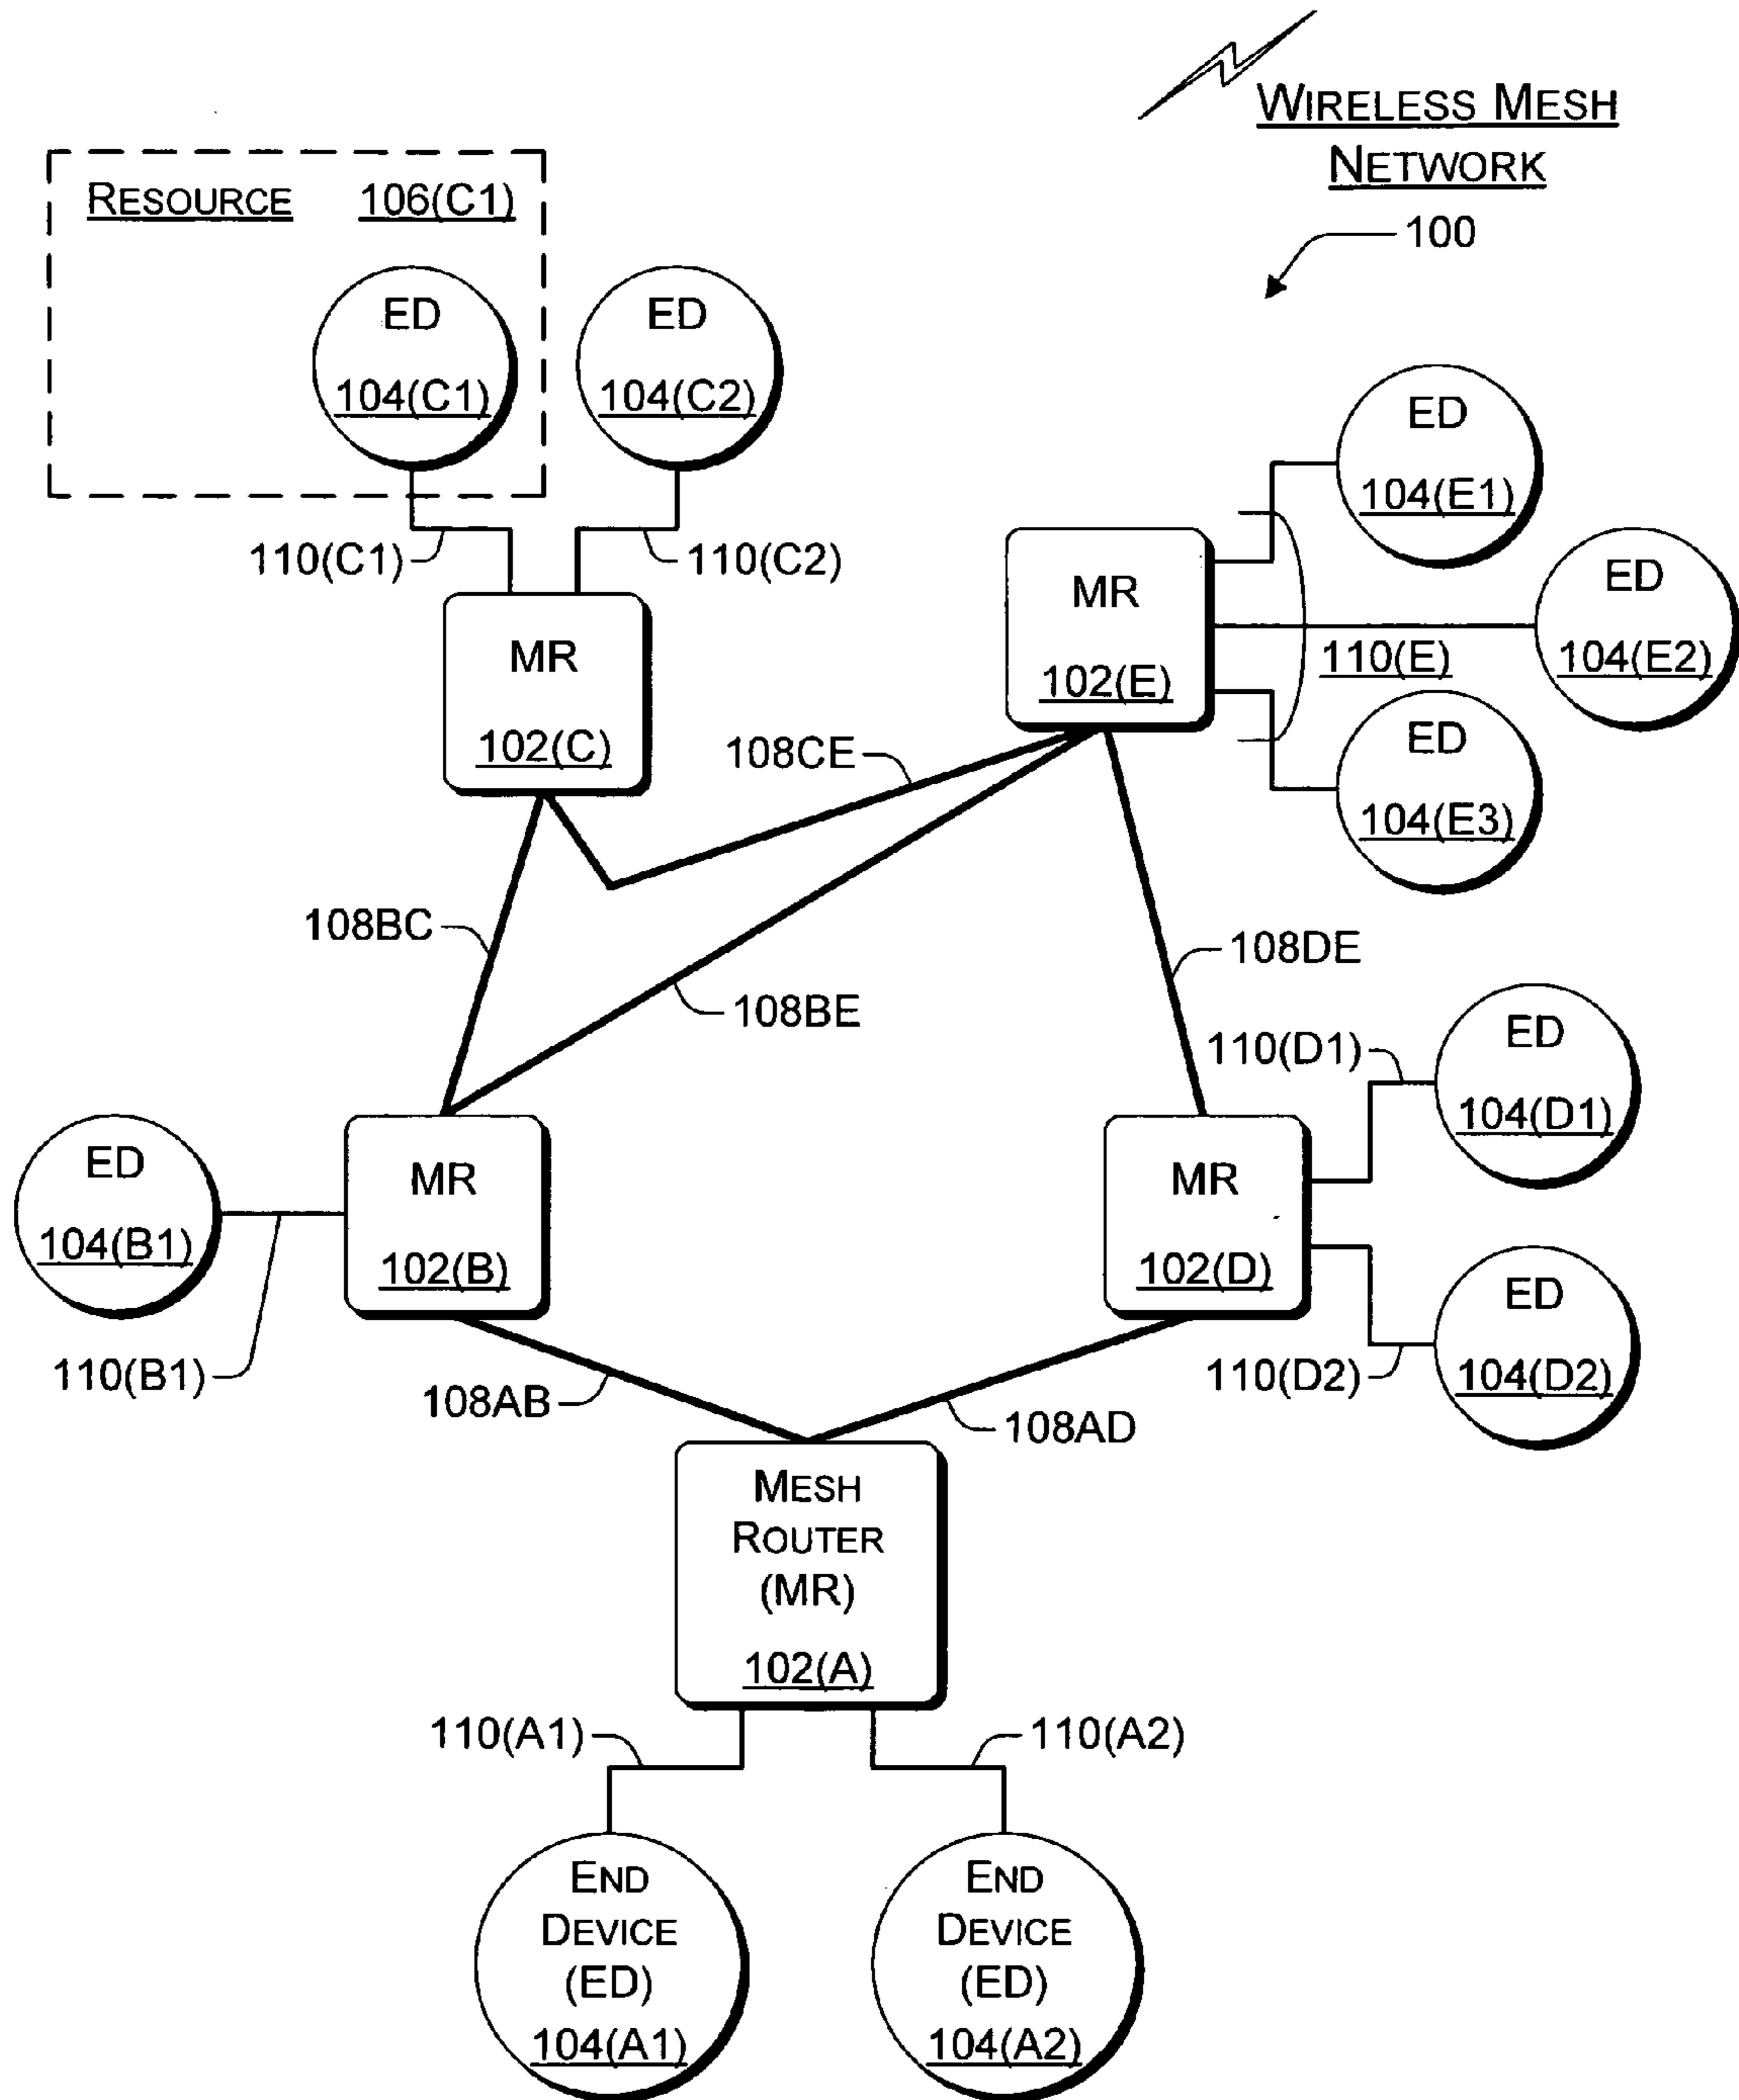 WIRELESS MESH
NETWORK
100
RESOURCE 106(C1)
ED
104(C1)
ED
104(C2)
110(C1)
110(C2)
MR
102(C)
ED
104(E1)
MR
102(E)
ED
104(E2)
110(E)
ED
104(E3)
108CE
108BC
108BE
108DE
110(D1)
ED
104(D1)
ED
104(B1)
MR
102(B)
MR
102(D)
110(B1)
ED
104(D2)
110(D2)
108AB
108AD
MESH
ROUTER
(MR)
102(A)
110(A1)
110(A2)
END
DEVICE
(ED)
104(A1)
END
DEVICE
(ED)
104(A2)